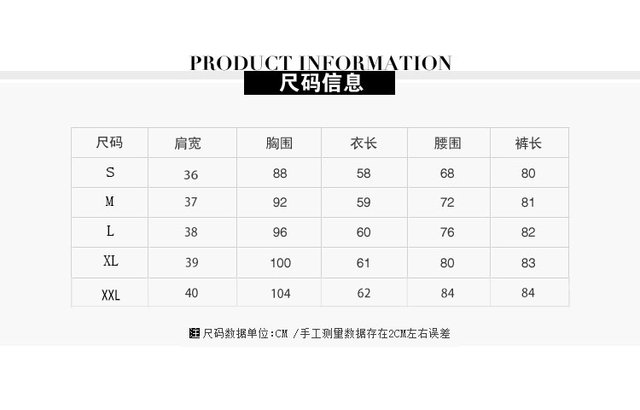 PRODUCT INFORMATION
尺码信息
尺码 肩宽 胸围 衣长 腰围 裤长
S 36 88 58 68 80
M 37 92 59 72 81
L 38 96 60 76 82
XL 39 100 61 80 83
XXL 40 104 62 84 84
注 尺码数据单位:CM /手工测量数据存在2CM左右误差